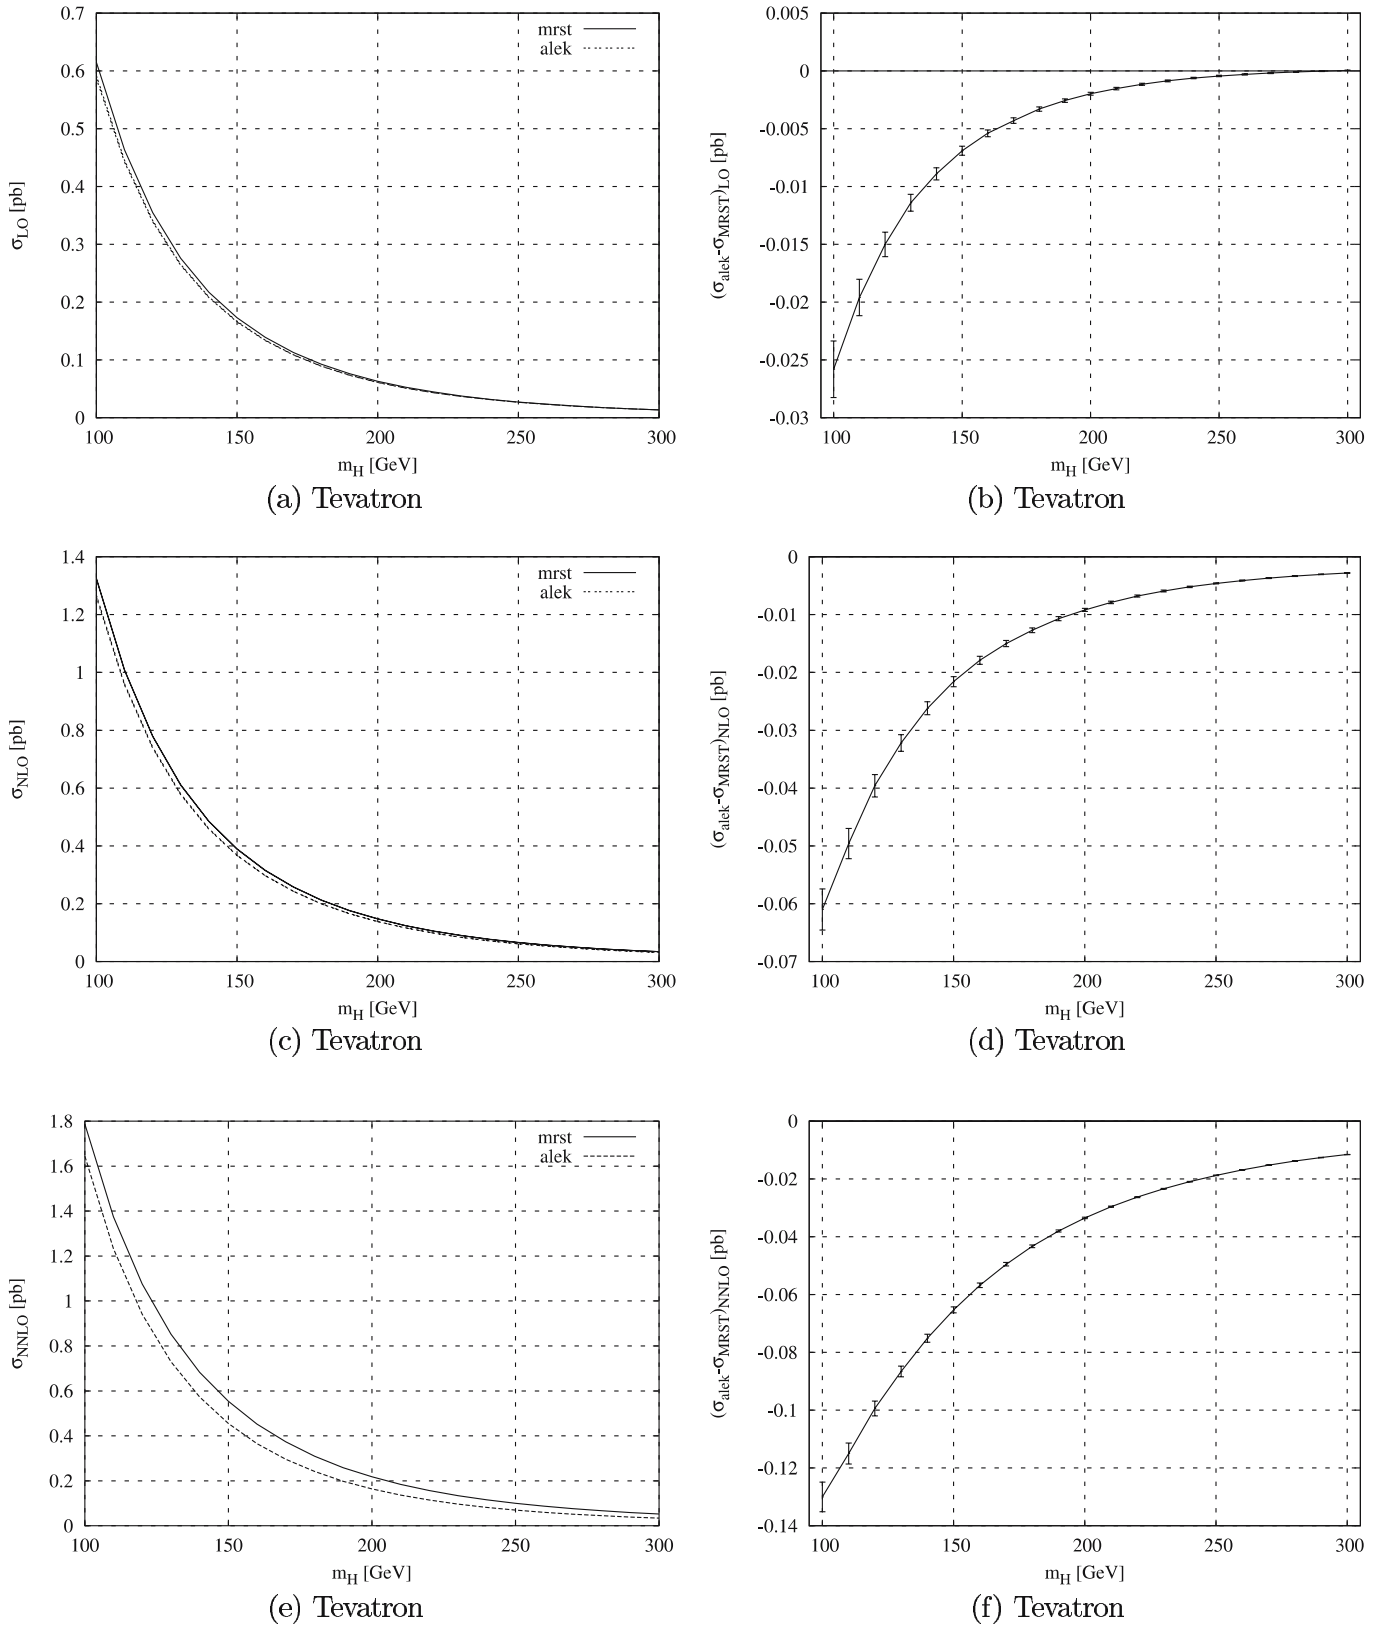 0.7
0.6
0.5
0.4
0.3
0.2
0.1
0
σLO [pb]
mrst
alek
100 150 200 250 300
mH [GeV]
(a) Tevatron
0.005
0
-0.005
-0.01
-0.015
-0.02
-0.025
-0.03
(σalek-σMRST)LO [pb]
100 150 200 250 300
mH [GeV]
(b) Tevatron
1.4
1.2
1
0.8
0.6
0.4
0.2
0
σNLO [pb]
mrst
alek
100 150 200 250 300
mH [GeV]
(c) Tevatron
0
-0.01
-0.02
-0.03
-0.04
-0.05
-0.06
-0.07
(σalek-σMRST)NLO [pb]
100 150 200 250 300
mH [GeV]
(d) Tevatron
1.8
1.6
1.4
1.2
1
0.8
0.6
0.4
0.2
0
σNNLO [pb]
mrst
alek
100 150 200 250 300
mH [GeV]
(e) Tevatron
0
-0.02
-0.04
-0.06
-0.08
-0.1
-0.12
-0.14
(σalek-σMRST)NNLO [pb]
100 150 200 250 300
mH [GeV]
(f) Tevatron